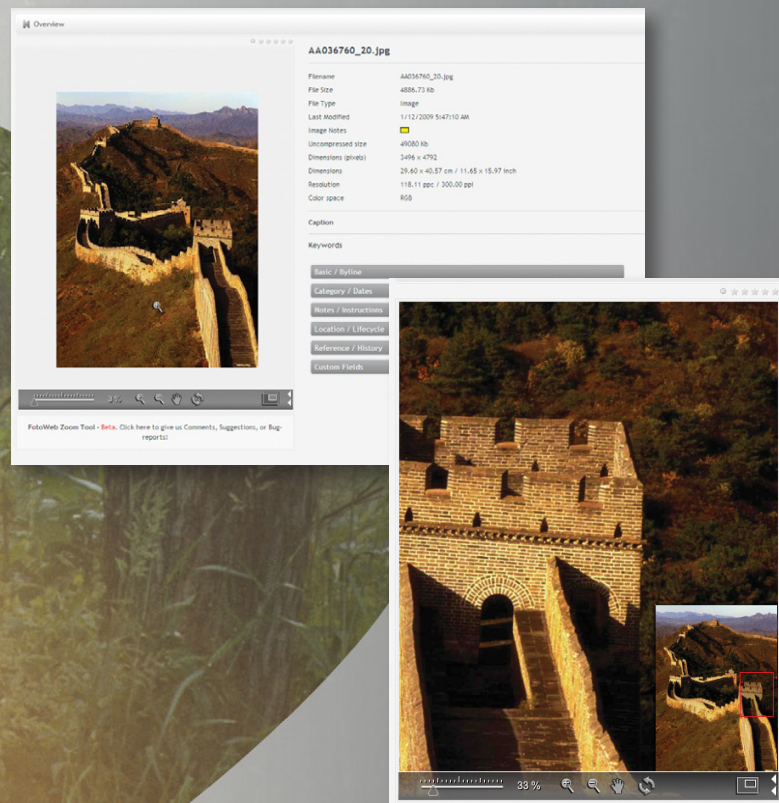 Overview
AA036760_20.jpg
Filename AA036760_20.jpg
File Size 4886.73 Kb
File Type Image
Last Modified 1/12/2009 5:47:10 AM
Image Notes
Uncompressed size 49080 Kb
Dimensions (pixels) 3496 x 4792
Dimensions 29.60 x 40.57 cm / 11.65 x 15.97 inch
Resolution 118.11 ppc / 300.00 ppi
Color space RGB
Caption
Keywords
Basic / Byline
Category / Dates
Notes / Instructions
Location / Lifecycle
Reference / History
Custom Fields
3%
FotoWeb Zoom Tool - Beta. Click here to give us Comments, Suggestions, or Bug-
reports!
33 %